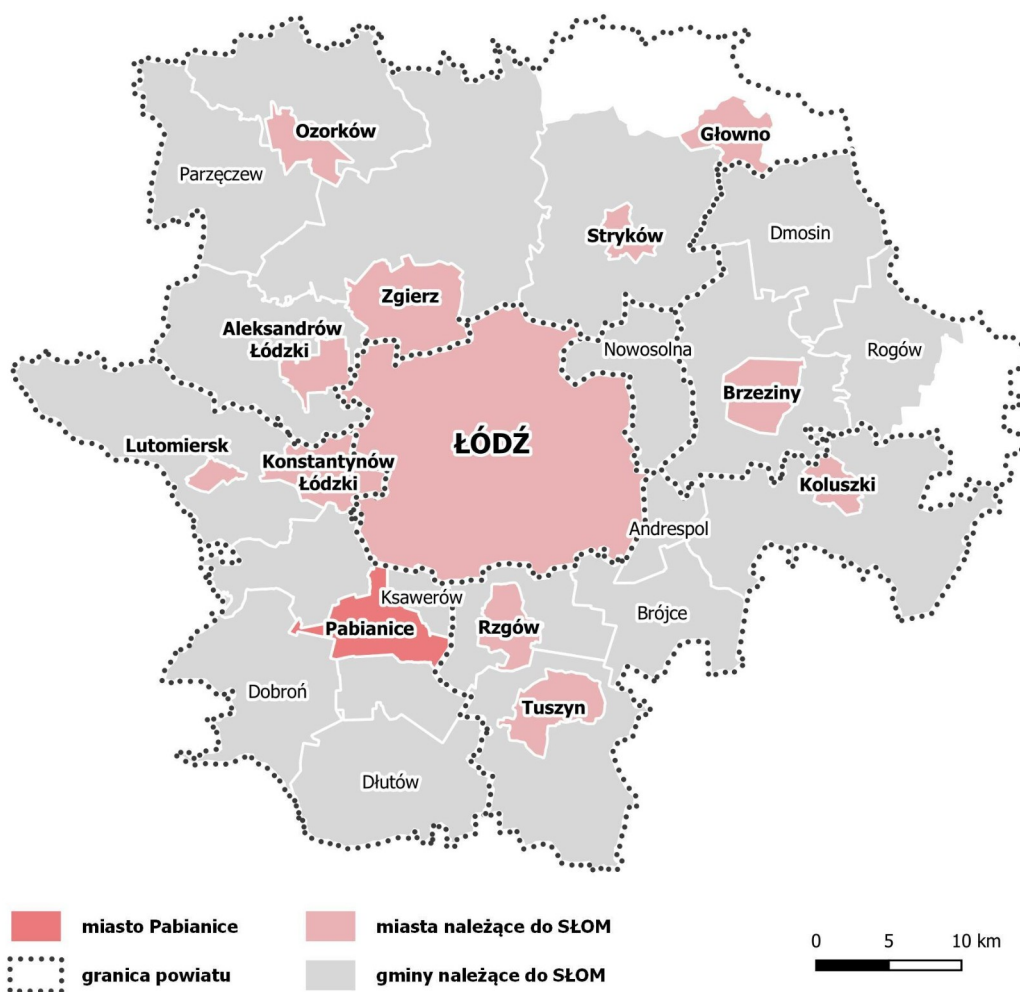 Ozorków
Głowno
Parzęczew
Stryków
Dmosin
Zgierz
Aleksandrów
Łódzki
Nowosolna
Rogów
Brzeziny
Lutomiersk
Konstantynów
Łódzki
ŁÓDŹ
Koluszki
Andrespol
Ksawerów
Brójce
Pabianice
Rzgów
Dobroń
Tuszyn
Dłutów
miasto Pabianice
miasta należące do SŁOM
granica powiatu
gminy należące do SŁOM
0 5 10 km